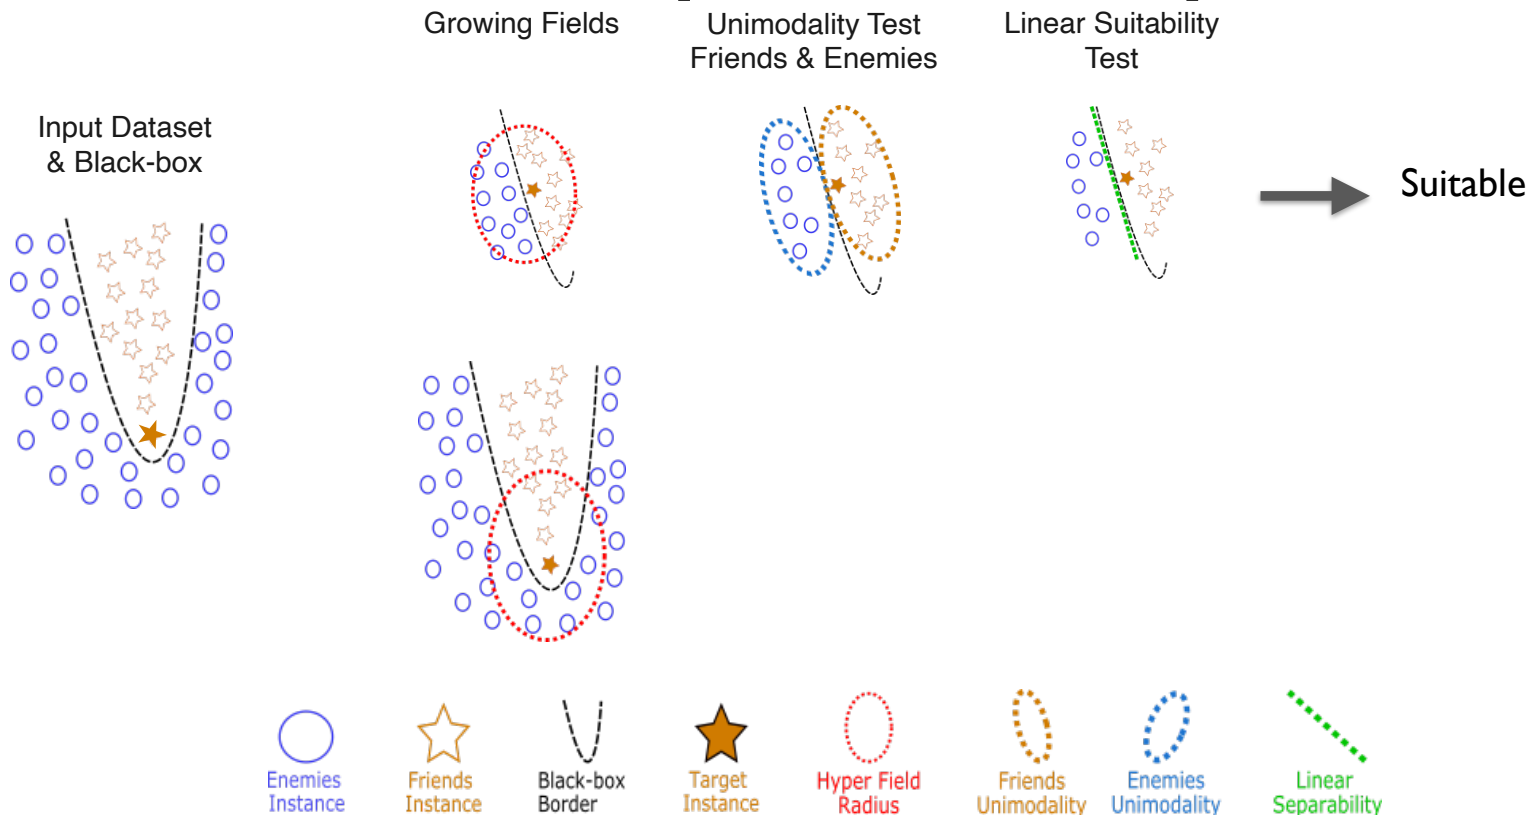 Growing Fields
Unimodality Test
Friends & Enemies
Linear Suitability
Test
Input Dataset
& Black-box
Suitable
Enemies
Instance
Friends
Instance
Black-box
Border
Target
Instance
Hyper Field
Radius
Friends
Unimodality
Enemies
Unimodality
Linear
Separability